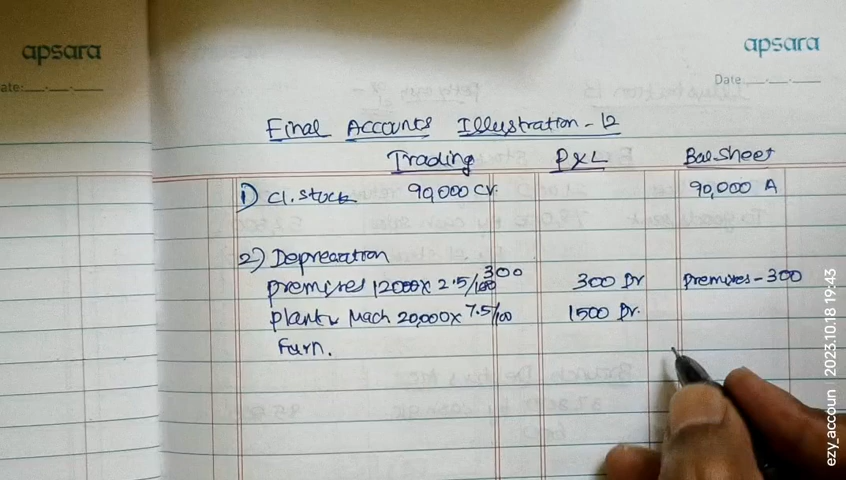 apsara
apsara
ate:
Date
Final Accounts Illustration - 12
Trading P&L Bal. Sheet
1) Cl. Stock 90,000 Cr. 90,000 A
2) Depreciation
300
premises 12000 x 2.5/100 300 Dr premises - 300
plant & Mach 20,000 x 7.5/100 1500 Dr.
Furn.
ezy_accoun 2023.10.18 19:43